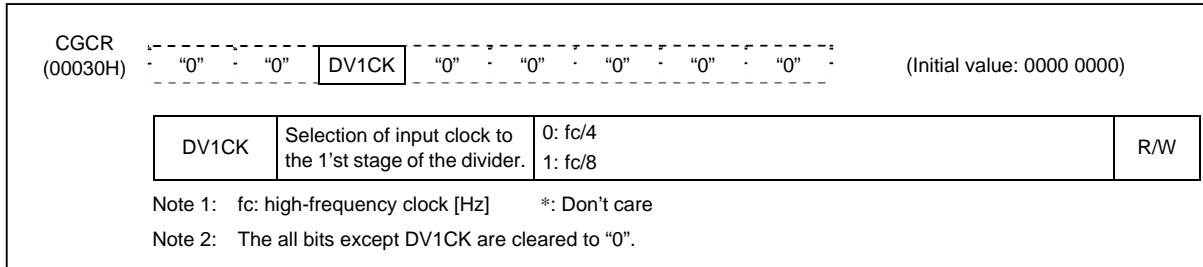 CGCR
(00030H) “0” “0” DV1CK “0” “0” “0” “0” “0” (Initial value: 0000 0000)
DV1CK Selection of input clock to the 1’st stage of the divider. 0: fc/4 1: fc/8 R/W
Note 1: fc: high-frequency clock [Hz] *: Don’t care
Note 2: The all bits except DV1CK are cleared to “0”.